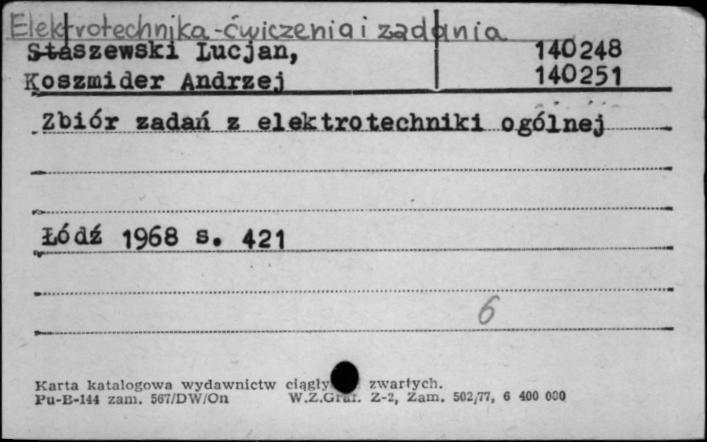 Elektrotechnika - ćwiczenia i zadania
Staszewski Lucjan, 140248
Koszmider Andrzej 140251
Zbiór zadań z elektrotechniki ogólnej
Łódź 1968 s. 421
6
Karta katalogowa wydawnictw zwartych.
Pu-B-144 zam. 567/DW/On W.Z.Graf. Z-2, Zam. 502/77, 6 400 000